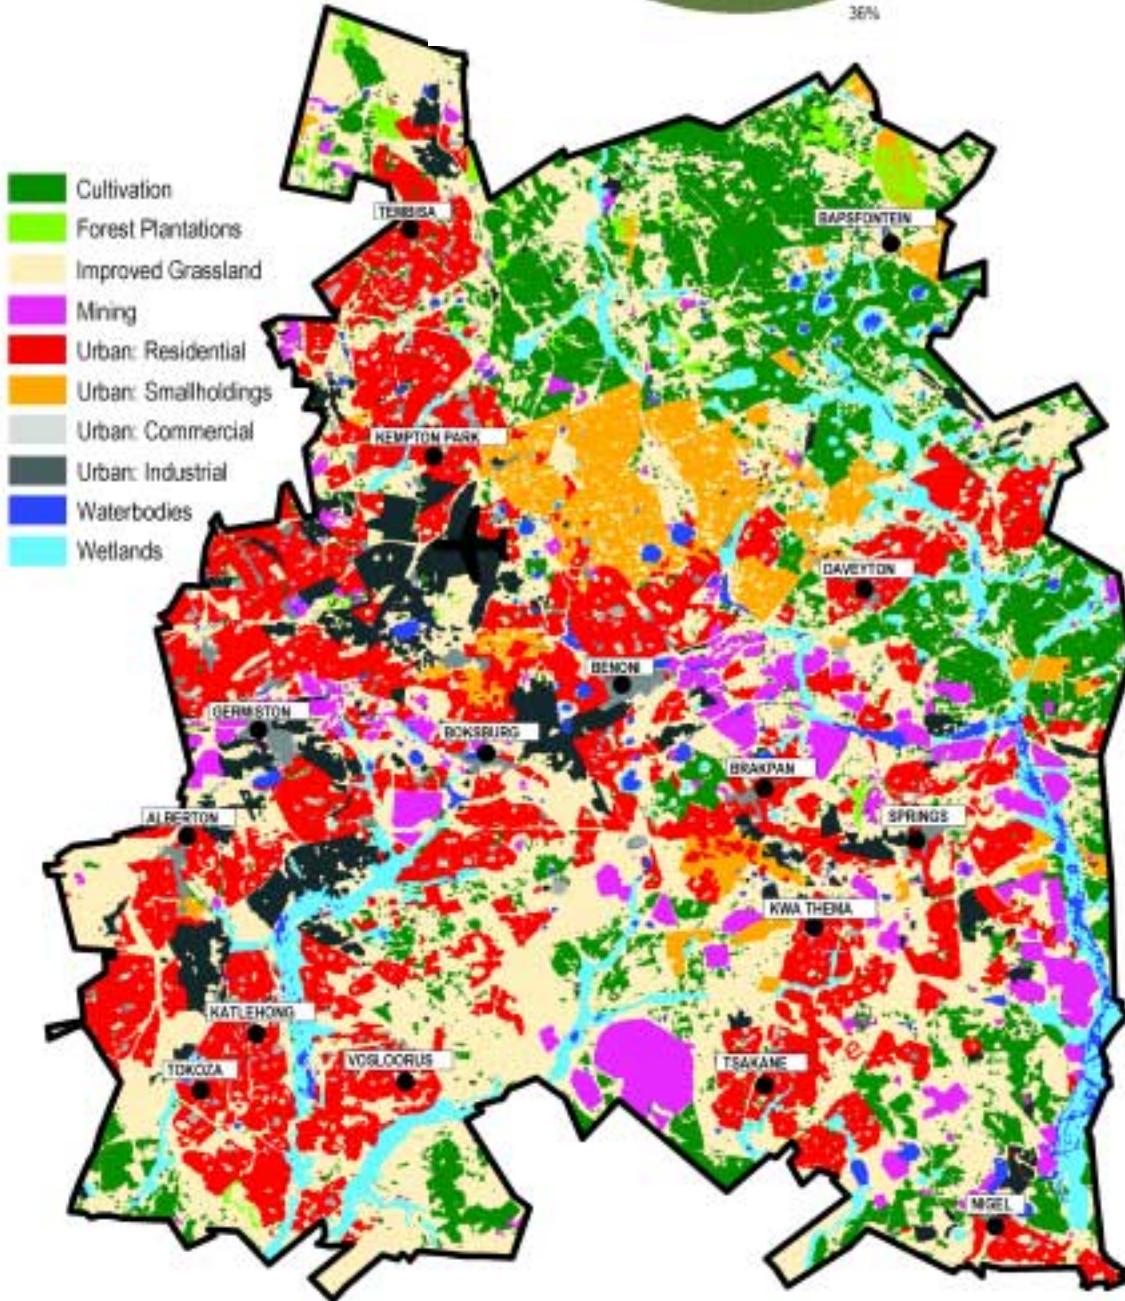 36%
Cultivation
Forest Plantations
Improved Grassland
Mining
Urban: Residential
Urban: Smallholdings
Urban: Commercial
Urban: Industrial
Waterbodies
Wetlands
TEMBISA
BAPSFONTEIN
KEMPTON PARK
DAVEYTON
BENONI
GERMISTON
BOKSBURG
BRAKPAN
ALBERTON
SPRINGS
KWA THEMA
KATLEHONG
TOKOZA
VOSLOORUS
TSAKANE
NIGEL